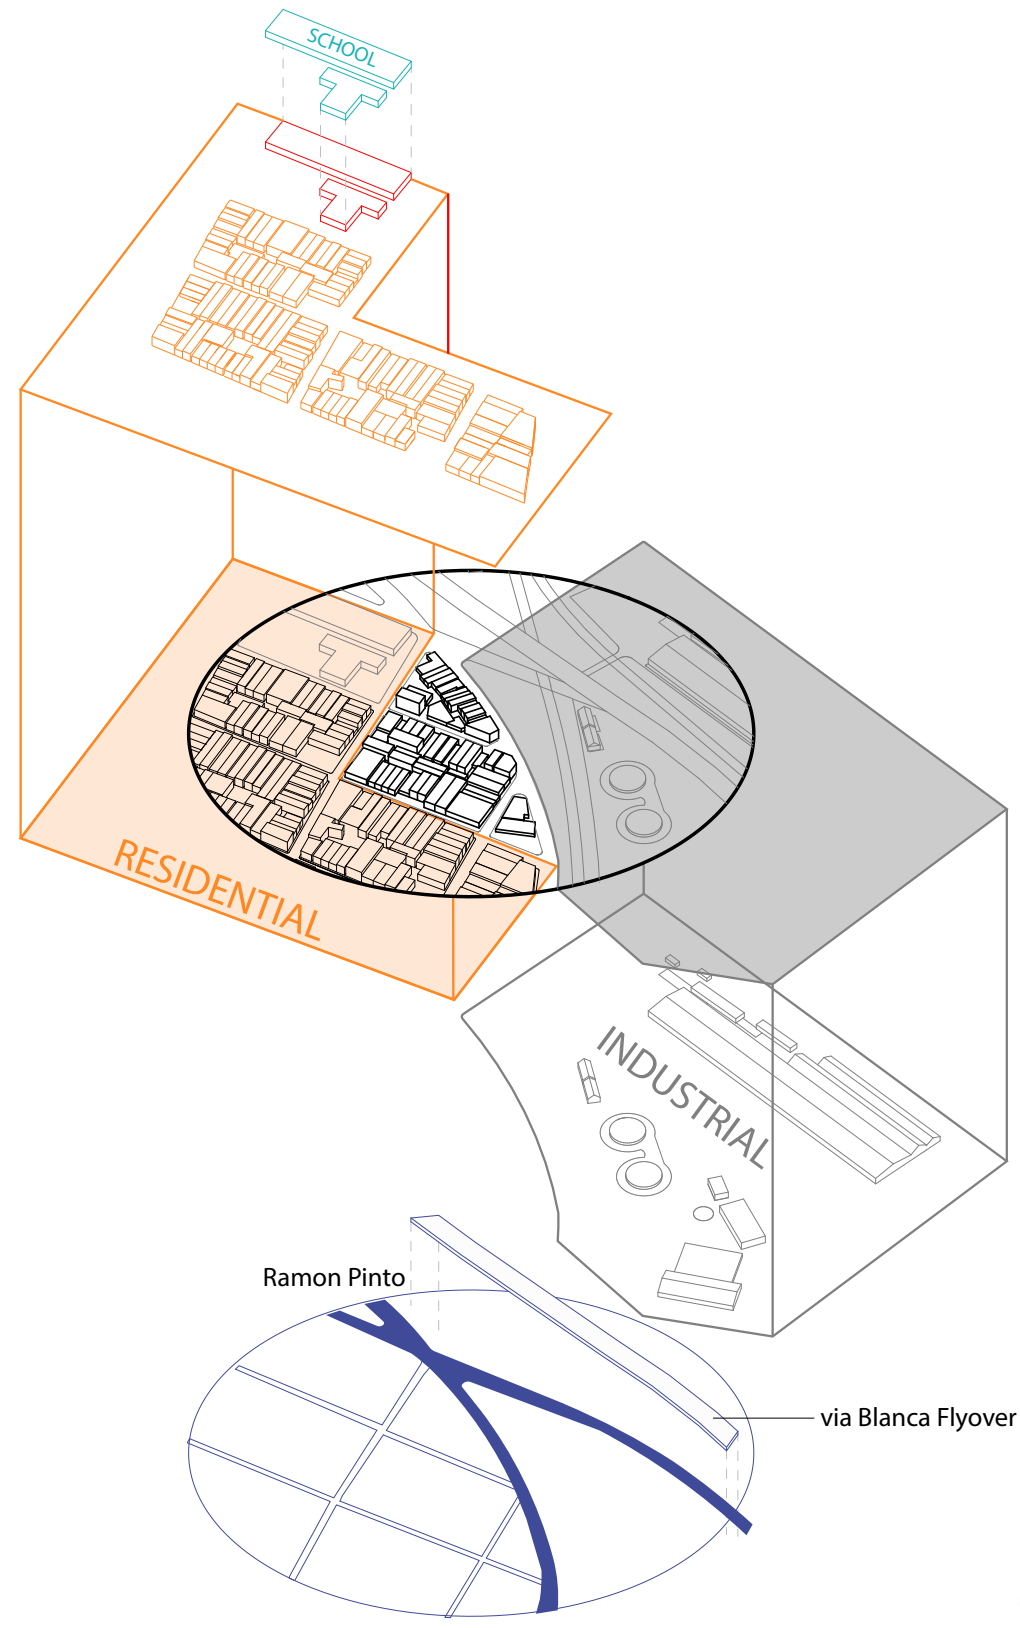 SCHOOL
RESIDENTIAL
INDUSTRIAL
Ramon Pinto
via Blanca Flyover